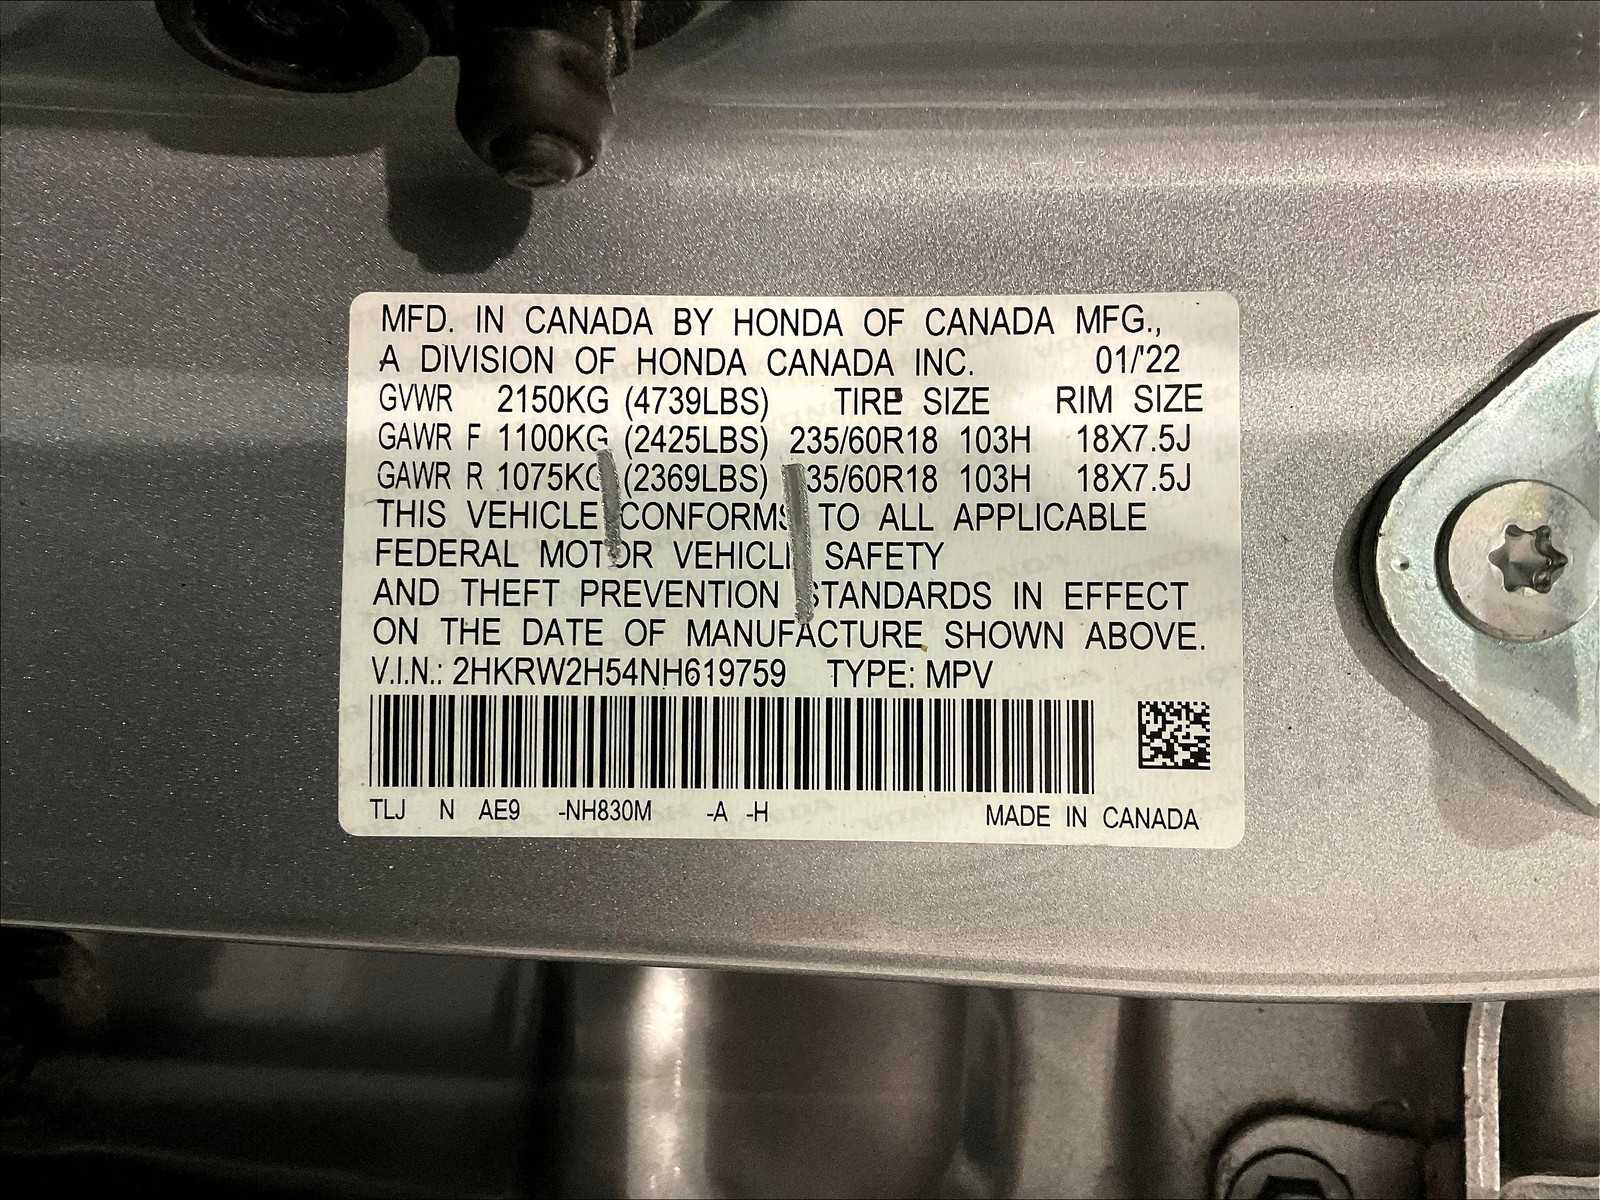 MFD. IN CANADA BY HONDA OF CANADA MFG.,
A DIVISION OF HONDA CANADA INC. 01/'22
GVWR 2150KG (4739LBS) TIRE SIZE RIM SIZE
GAWR F 1100KG (2425LBS) 235/60R18 103H 18X7.5J
GAWR R 1075KG (2369LBS) 235/60R18 103H 18X7.5J
THIS VEHICLE CONFORMS TO ALL APPLICABLE
FEDERAL MOTOR VEHICLE SAFETY
AND THEFT PREVENTION STANDARDS IN EFFECT
ON THE DATE OF MANUFACTURE SHOWN ABOVE.
V.I.N.: 2HKRW2H54NH619759 TYPE: MPV
TLJ N AE9 -NH830M -A -H MADE IN CANADA